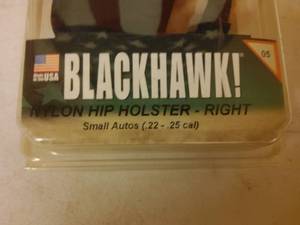 05
USA
BLACKHAWK!
NYLON HIP HOLSTER - RIGHT
Small Autos (.22 - .25 cal)